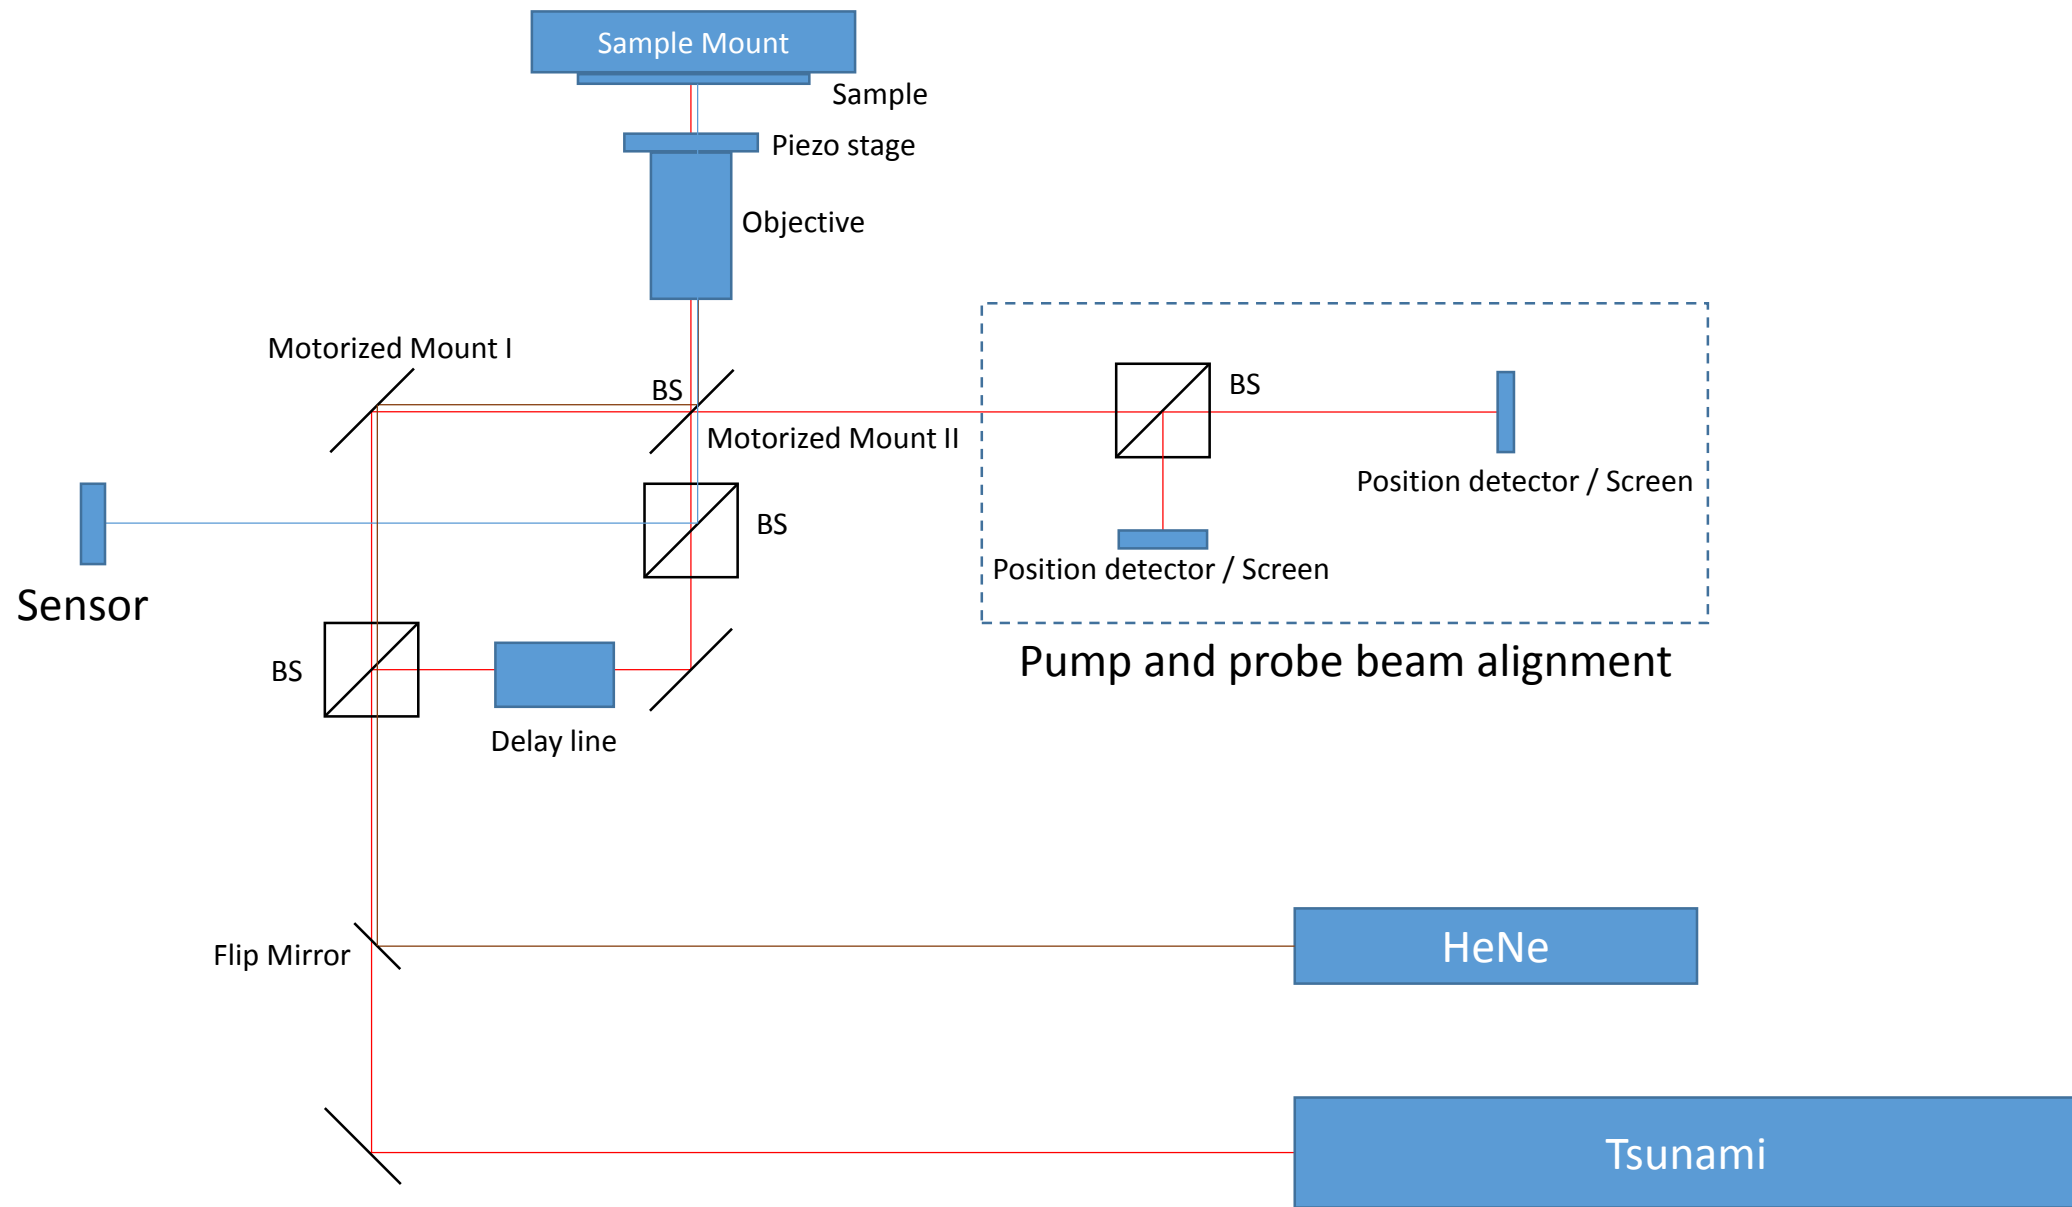 Sample Mount
Sample
Piezo stage
Objective
Motorized Mount I
BS
BS
Motorized Mount II
Position detector / Screen
BS
Position detector / Screen
Sensor
Pump and probe beam alignment
BS
Delay line
HeNe
Flip Mirror
Tsunami